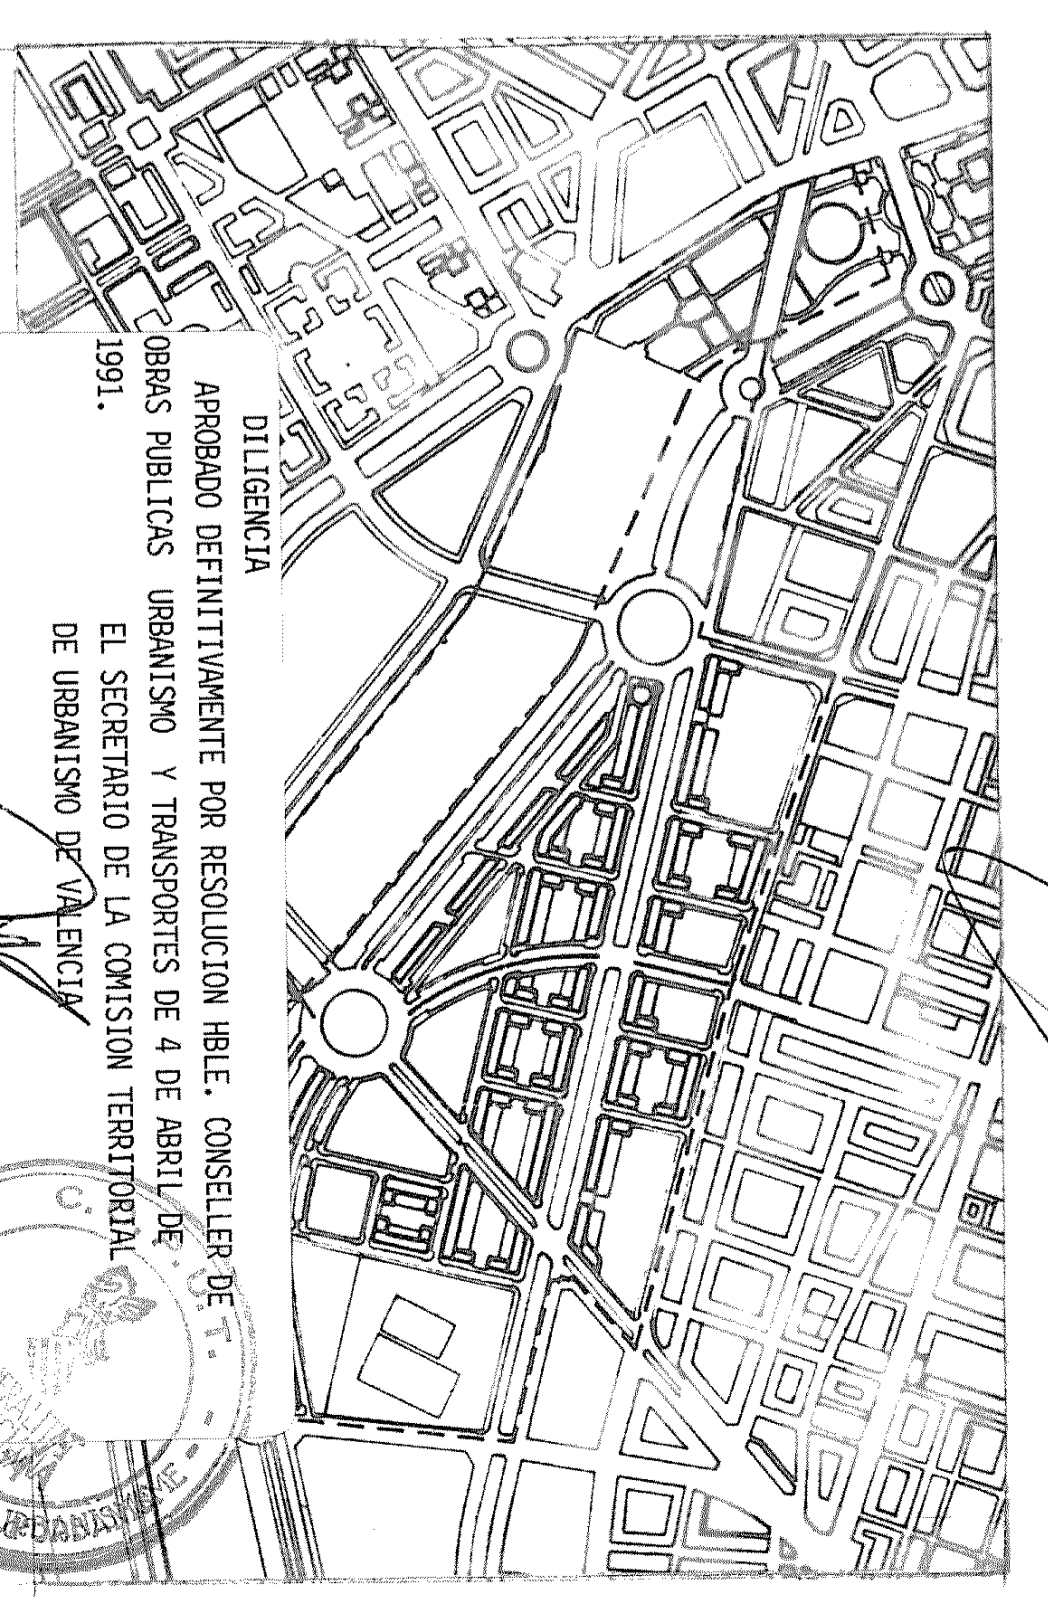 DILIGENCIA
APROBADO DEFINITIVAMENTE POR RESOLUCION HBLE. CONSELLER DE
OBRAS PUBLICAS URBANISMO Y TRANSPORTES DE 4 DE ABRIL DE
1991.
EL SECRETARIO DE LA COMISION TERRITORIAL
DE URBANISMO DE VALENCIA
C. U.T. -
URBANISME -